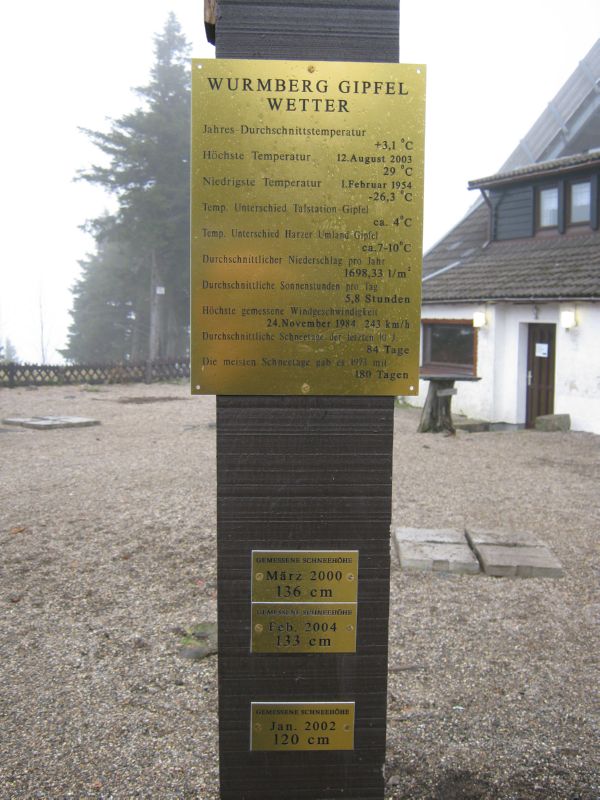 WURMBERG GIPFEL
WETTER
Jahres-Durchschnittstemperatur
+3,1 °C
Höchste Temperatur 12.August 2003
29 °C
Niedrigste Temperatur 1.Februar 1954
-26,3 °C
Temp. Unterschied Talstation Gipfel
ca. 4°C
Temp. Unterschied Harzer Umland Gipfel
ca.7-10°C
Durchschnittlicher Niederschlag pro Jahr
1698,33 l/m²
Durchschnittliche Sonnenstunden pro Tag
5,8 Stunden
Höchste gemessene Windgeschwindigkeit
24.November 1984 243 km/h
Durchschnittliche Schneetage der letzten 10 J.
84 Tage
Die meisten Schneetage gab es 1973 mit
180 Tagen
GEMESSENE SCHNEEHÖHE
März 2000
136 cm
GEMESSENE SCHNEEHÖHE
Feb. 2004
133 cm
GEMESSENE SCHNEEHÖHE
Jan. 2002
120 cm